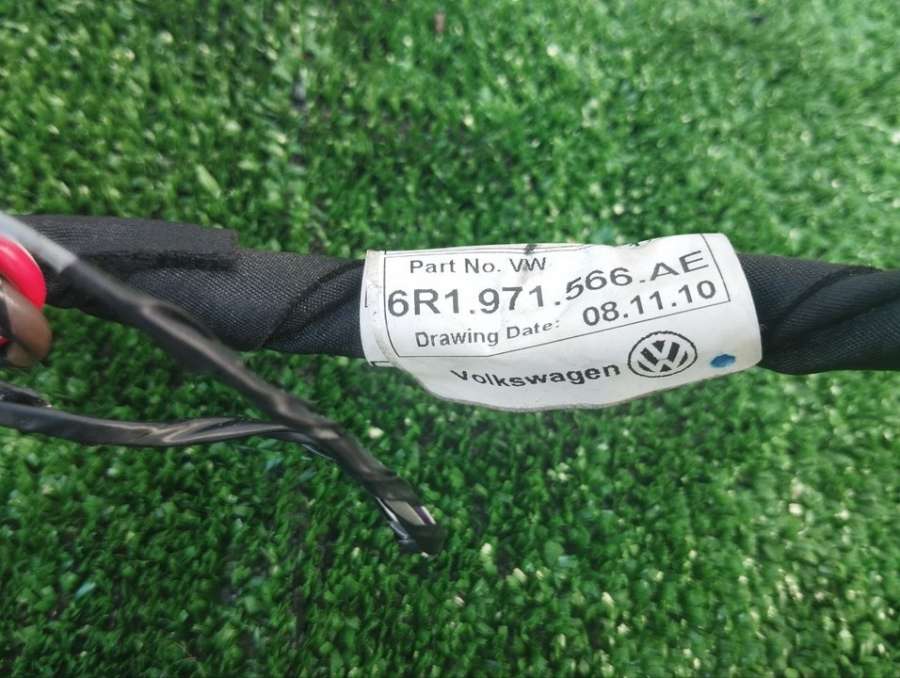 Part No. VW
6R1.971.566.AE
Drawing Date: 08.11.10
Volkswagen